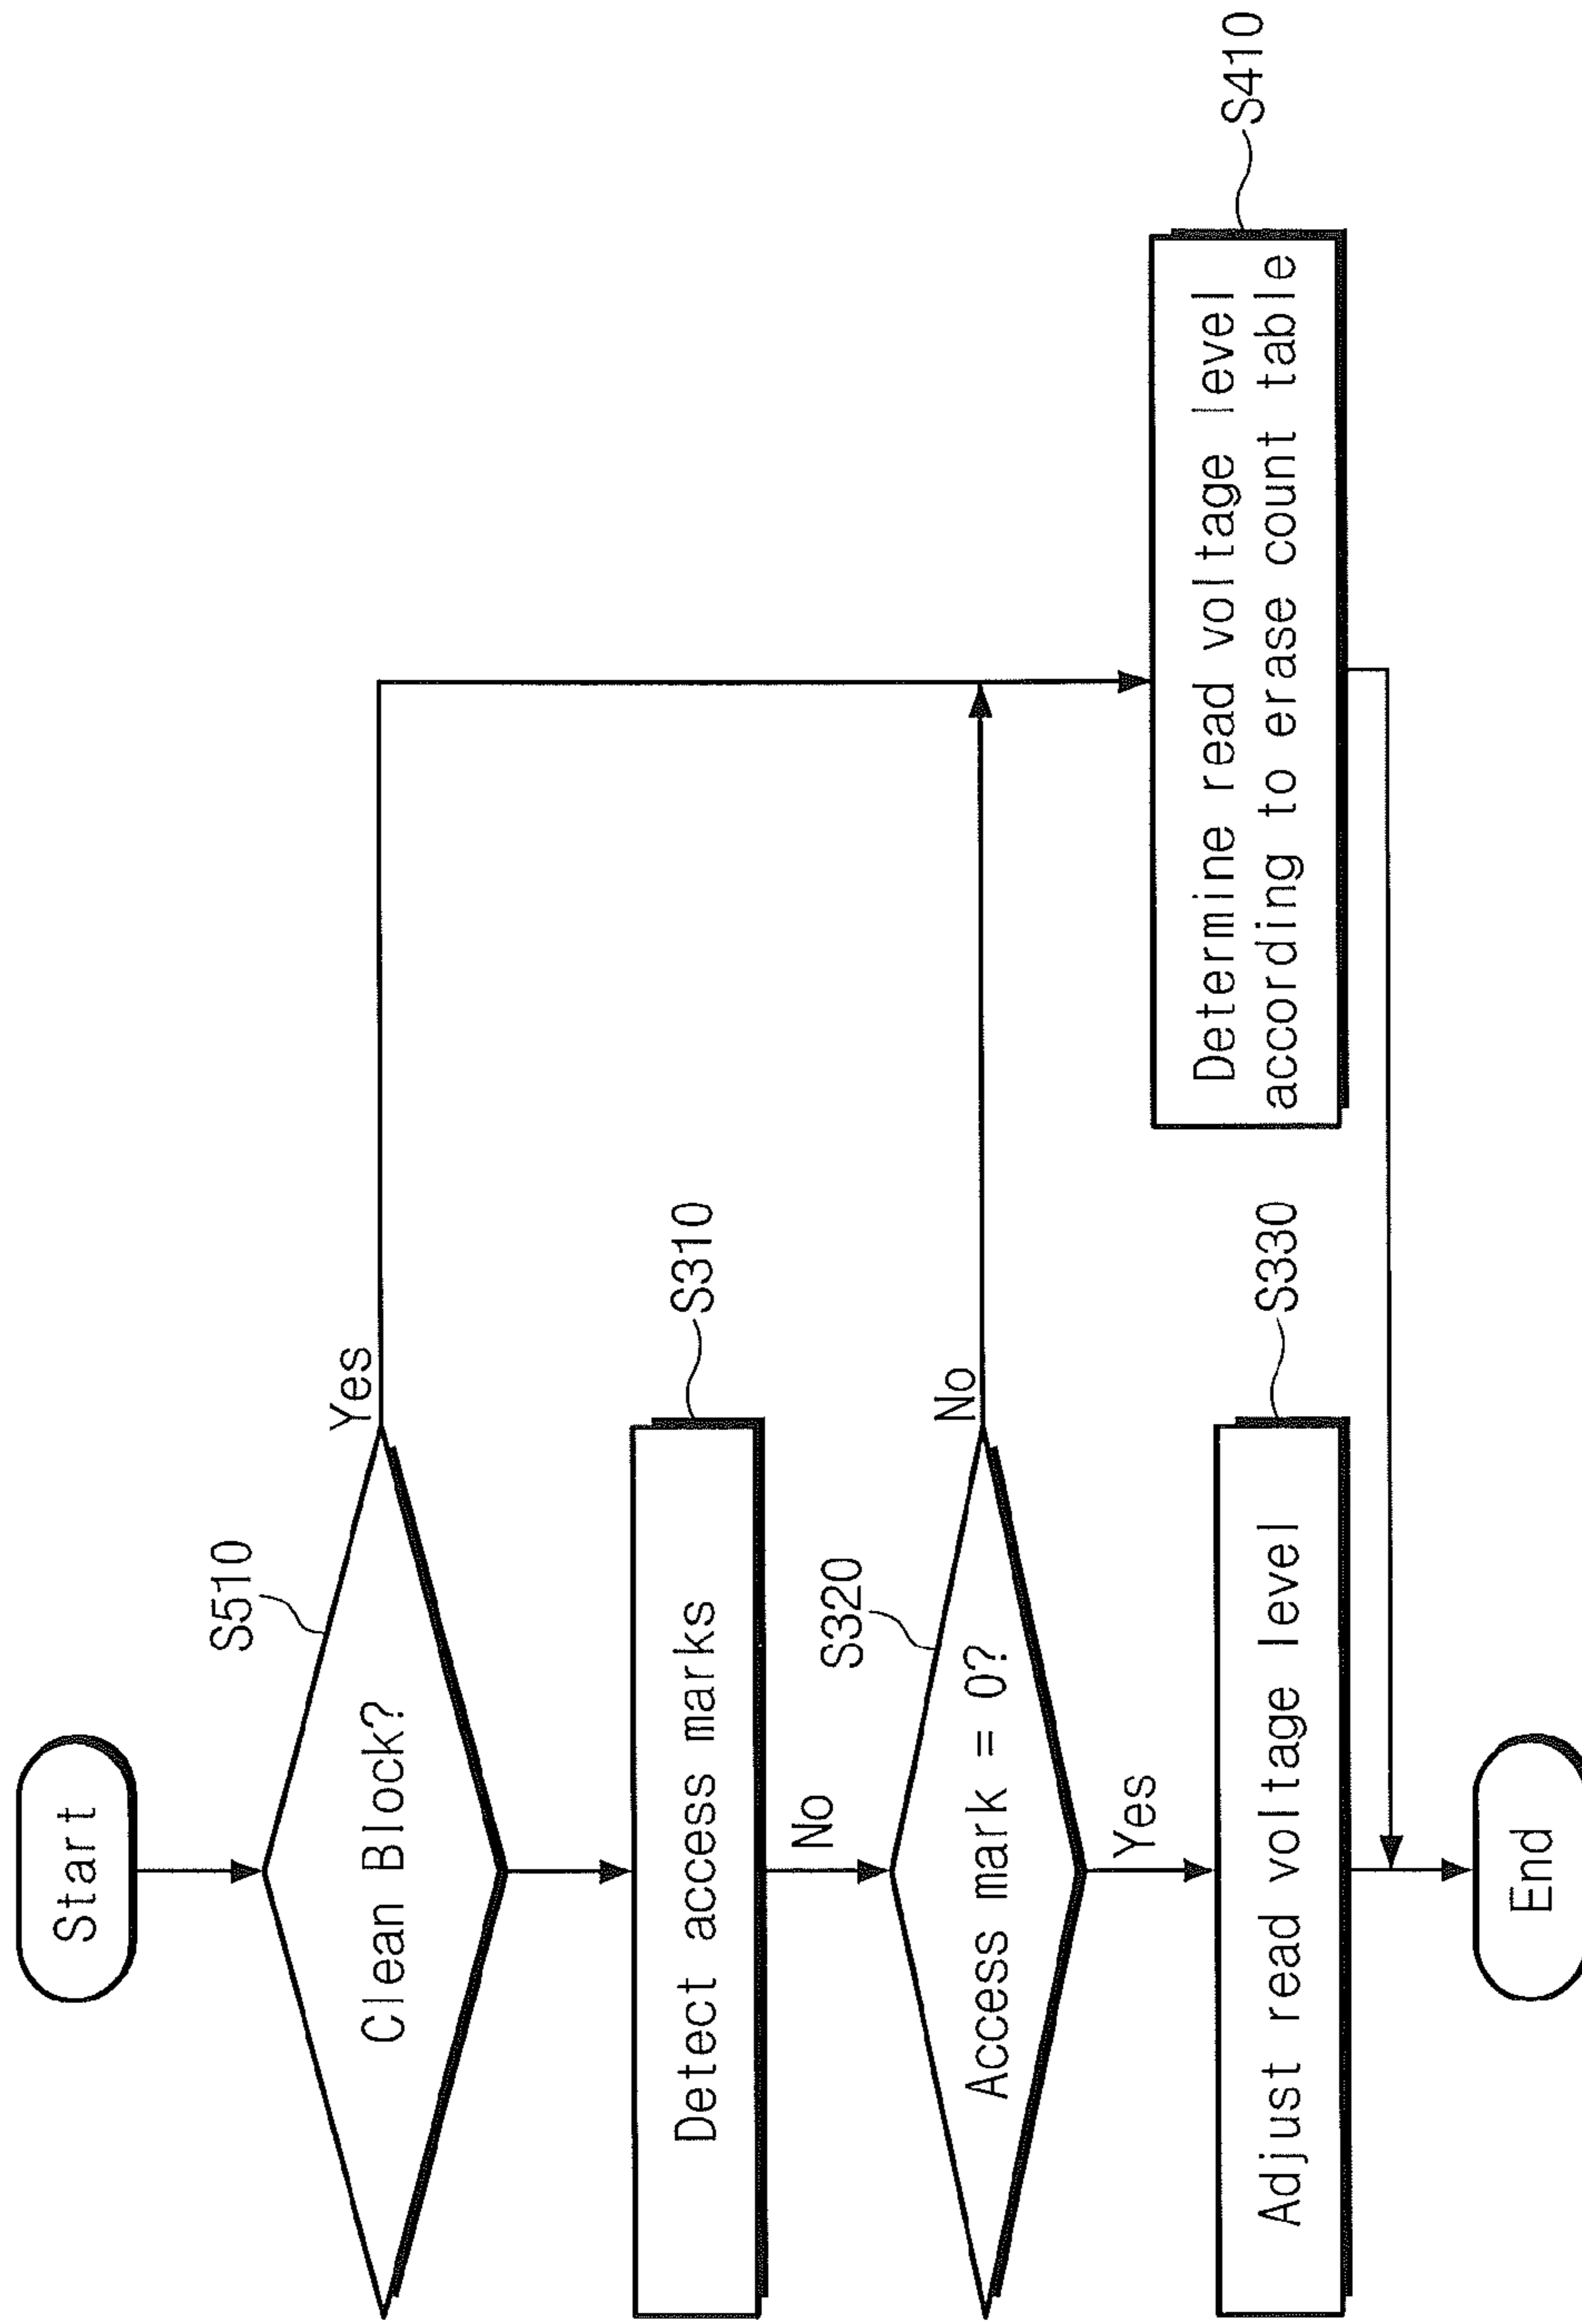 Start
S510
Clean Block?
Yes
S310
Detect access marks
No
S320
Access mark = 0?
No
Yes
S330
Adjust read voltage level
S410
Determine read voltage level
according to erase count table
End